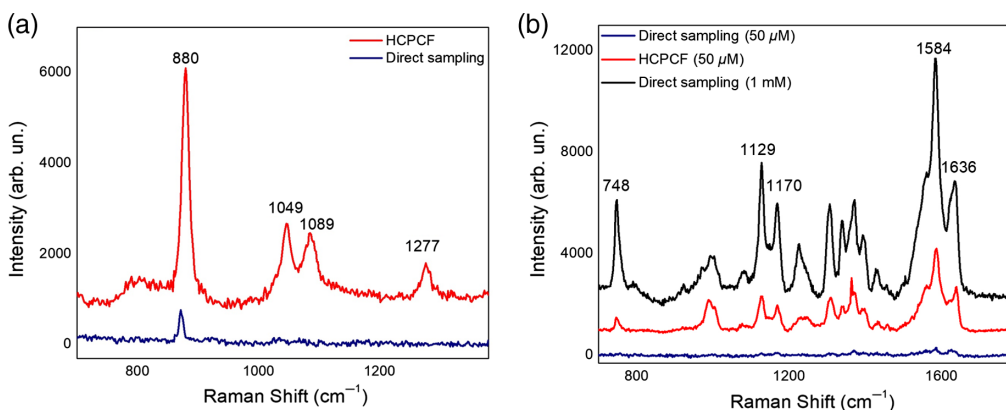 (a)
HCPCF
Direct sampling
880
1049
1089
1277
6000
4000
2000
0
Intensity (arb. un.)
800
1000
1200
Raman Shift (cm⁻¹)
(b)
Direct sampling (50 µM)
HCPCF (50 µM)
Direct sampling (1 mM)
1584
1129
1170
1636
748
12000
8000
4000
0
Intensity (arb. un.)
800
1200
1600
Raman Shift (cm⁻¹)